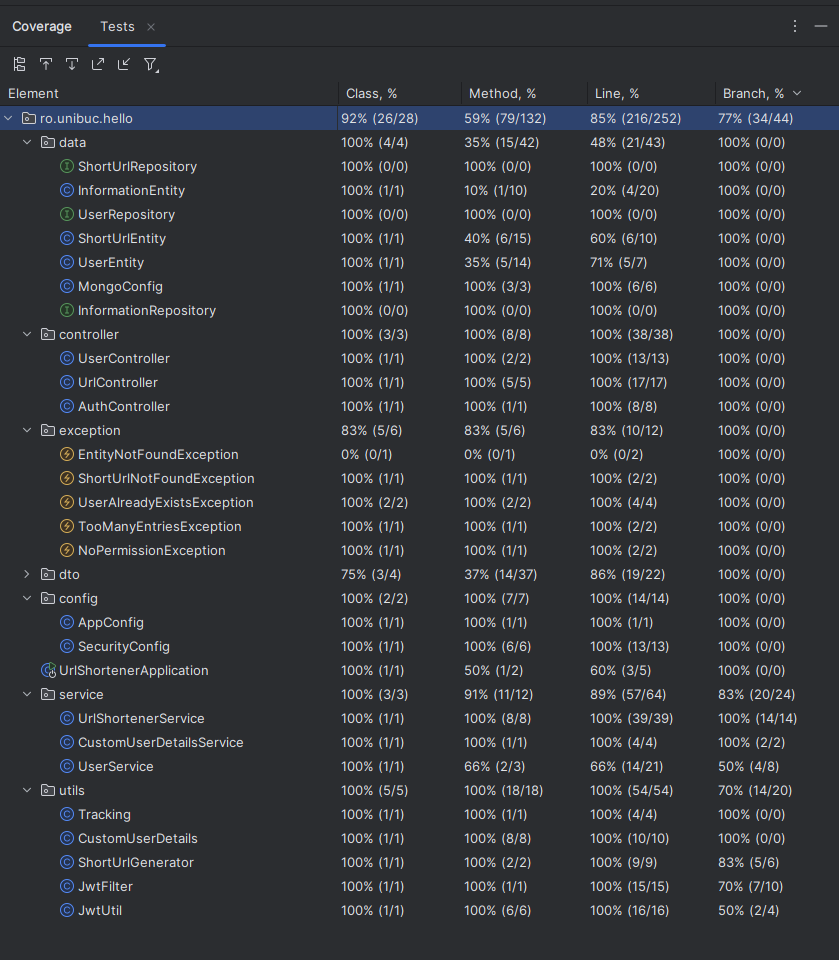 Coverage Tests
Element Class, % Method, % Line, % Branch, %
ro.unibuc.hello 92% (26/28) 59% (79/132) 85% (216/252) 77% (34/44)
data 100% (4/4) 35% (15/42) 48% (21/43) 100% (0/0)
ShortUrlRepository 100% (0/0) 100% (0/0) 100% (0/0) 100% (0/0)
InformationEntity 100% (1/1) 10% (1/10) 20% (4/20) 100% (0/0)
UserRepository 100% (0/0) 100% (0/0) 100% (0/0) 100% (0/0)
ShortUrlEntity 100% (1/1) 40% (6/15) 60% (6/10) 100% (0/0)
UserEntity 100% (1/1) 35% (5/14) 71% (5/7) 100% (0/0)
MongoConfig 100% (1/1) 100% (3/3) 100% (6/6) 100% (0/0)
InformationRepository 100% (0/0) 100% (0/0) 100% (0/0) 100% (0/0)
controller 100% (3/3) 100% (8/8) 100% (38/38) 100% (0/0)
UserController 100% (1/1) 100% (2/2) 100% (13/13) 100% (0/0)
UrlController 100% (1/1) 100% (5/5) 100% (17/17) 100% (0/0)
AuthController 100% (1/1) 100% (1/1) 100% (8/8) 100% (0/0)
exception 83% (5/6) 83% (5/6) 83% (10/12) 100% (0/0)
EntityNotFoundException 0% (0/1) 0% (0/1) 0% (0/2) 100% (0/0)
ShortUrlNotFoundException 100% (1/1) 100% (1/1) 100% (2/2) 100% (0/0)
UserAlreadyExistsException 100% (2/2) 100% (2/2) 100% (4/4) 100% (0/0)
TooManyEntriesException 100% (1/1) 100% (1/1) 100% (2/2) 100% (0/0)
NoPermissionException 100% (1/1) 100% (1/1) 100% (2/2) 100% (0/0)
dto 75% (3/4) 37% (14/37) 86% (19/22) 100% (0/0)
config 100% (2/2) 100% (7/7) 100% (14/14) 100% (0/0)
AppConfig 100% (1/1) 100% (1/1) 100% (1/1) 100% (0/0)
SecurityConfig 100% (1/1) 100% (6/6) 100% (13/13) 100% (0/0)
UrlShortenerApplication 100% (1/1) 50% (1/2) 60% (3/5) 100% (0/0)
service 100% (3/3) 91% (11/12) 89% (57/64) 83% (20/24)
UrlShortenerService 100% (1/1) 100% (8/8) 100% (39/39) 100% (14/14)
CustomUserDetailsService 100% (1/1) 100% (1/1) 100% (4/4) 100% (2/2)
UserService 100% (1/1) 66% (2/3) 66% (14/21) 50% (4/8)
utils 100% (5/5) 100% (18/18) 100% (54/54) 70% (14/20)
Tracking 100% (1/1) 100% (1/1) 100% (4/4) 100% (0/0)
CustomUserDetails 100% (1/1) 100% (8/8) 100% (10/10) 100% (0/0)
ShortUrlGenerator 100% (1/1) 100% (2/2) 100% (9/9) 83% (5/6)
JwtFilter 100% (1/1) 100% (1/1) 100% (15/15) 70% (7/10)
JwtUtil 100% (1/1) 100% (6/6) 100% (16/16) 50% (2/4)